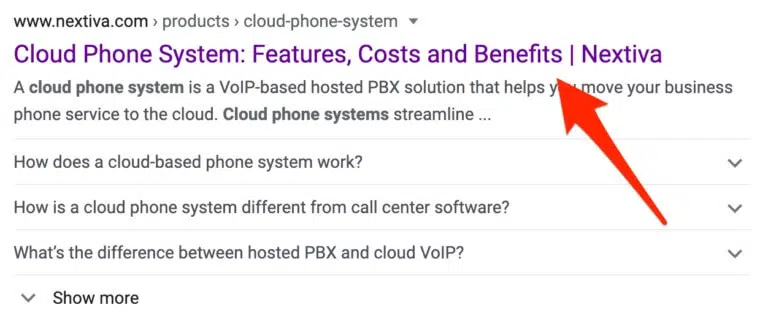 www.nextiva.com › products › cloud-phone-system
Cloud Phone System: Features, Costs and Benefits | Nextiva
A cloud phone system is a VoIP-based hosted PBX solution that helps move your business
phone service to the cloud. Cloud phone systems streamline ...
How does a cloud-based phone system work?
How is a cloud phone system different from call center software?
What's the difference between hosted PBX and cloud VoIP?
Show more